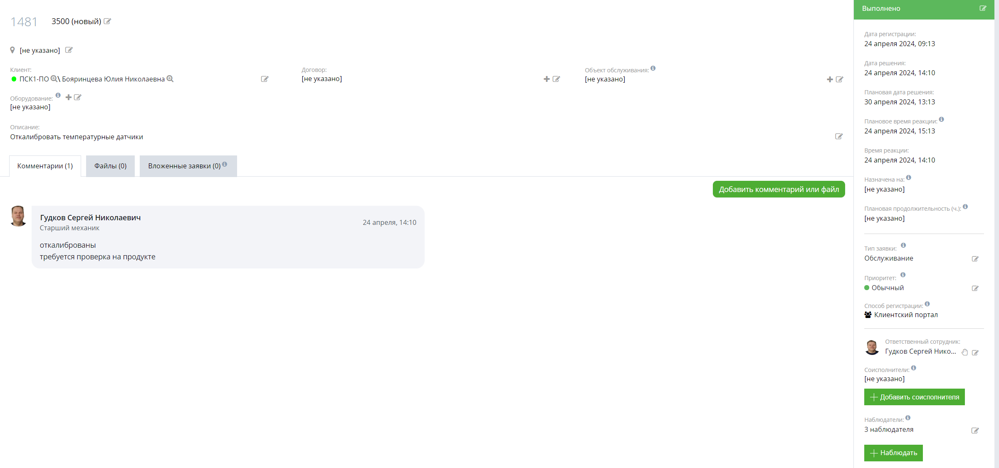 1481 3500 (новый)
[не указано]
Клиент:
ПСК1-ПО \ Бояринцева Юлия Николаевна
Договор:
[не указано]
Объект обслуживания:
[не указано]
Оборудование:
[не указано]
Описание:
Откалибровать температурные датчики
Комментарии (1) Файлы (0) Вложенные заявки (0)
Добавить комментарий или файл
Гудков Сергей Николаевич
Старший механик
24 апреля, 14:10
откалиброваны
требуется проверка на продукте
Выполнено
Дата регистрации:
24 апреля 2024, 09:13
Дата решения:
24 апреля 2024, 14:10
Плановая дата решения:
30 апреля 2024, 13:13
Плановое время реакции:
24 апреля 2024, 15:13
Время реакции:
24 апреля 2024, 14:10
Назначена на:
[не указано]
Плановая продолжительность (ч.):
[не указано]
Тип заявки:
Обслуживание
Приоритет:
Обычный
Способ регистрации:
Клиентский портал
Ответственный сотрудник:
Гудков Сергей Нико...
Соисполнители:
[не указано]
Добавить соисполнителя
Наблюдатели:
3 наблюдателя
Наблюдать